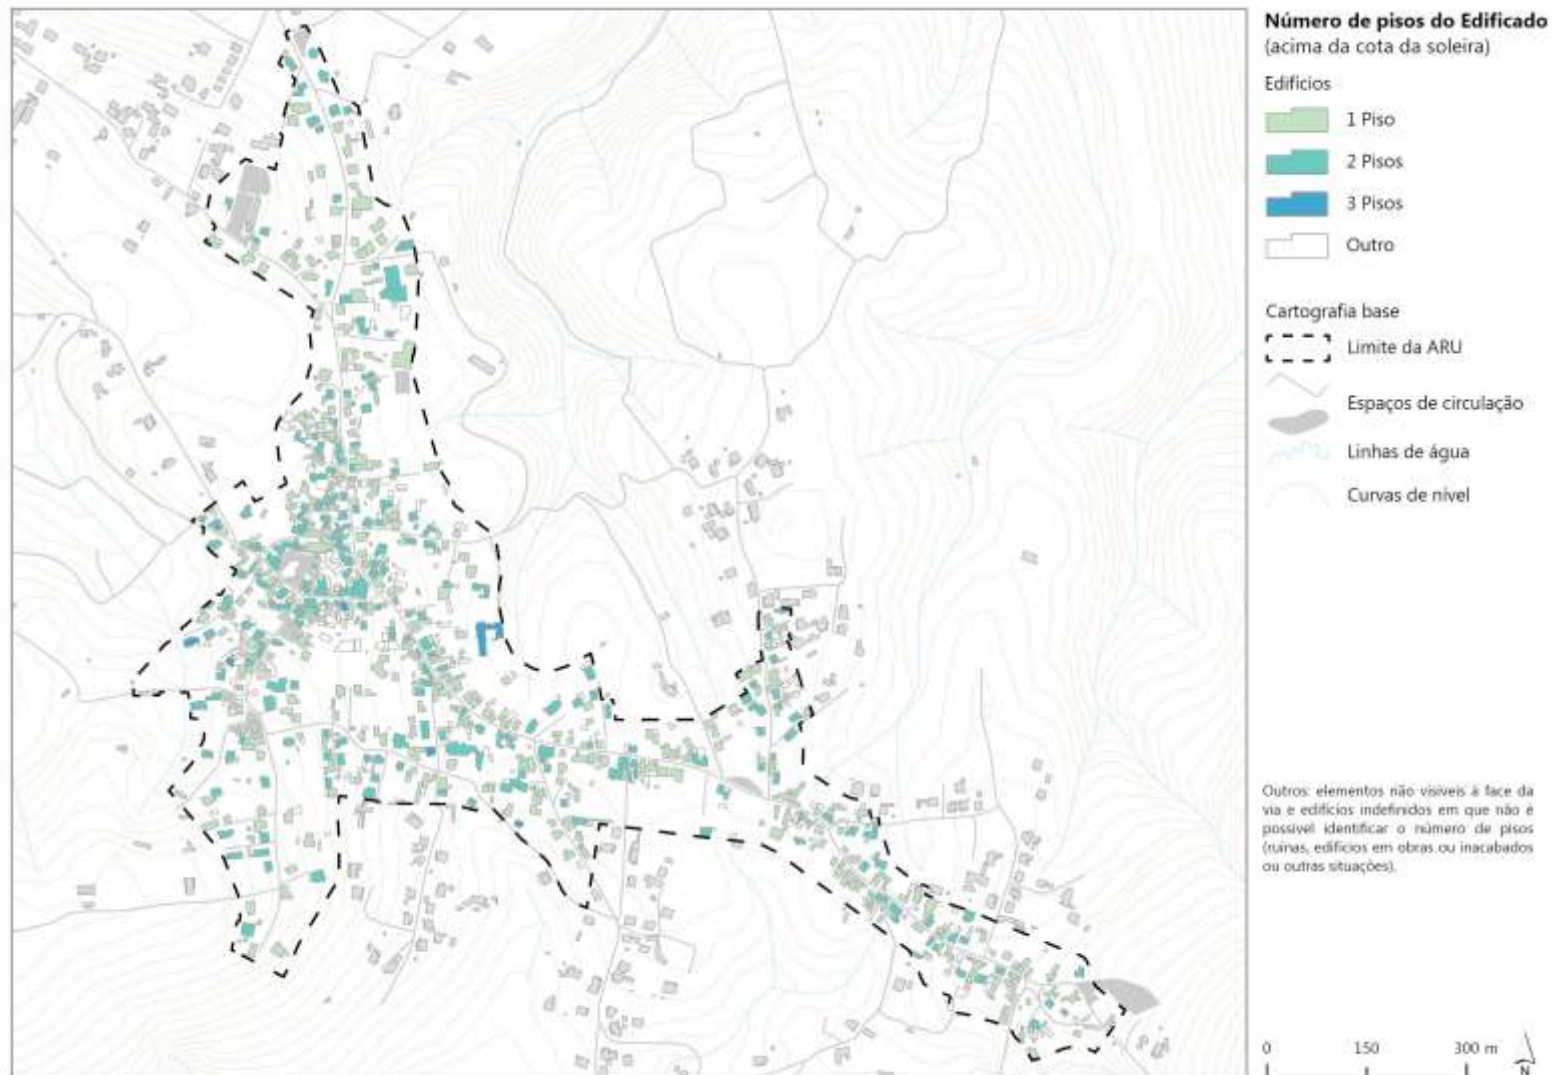 Número de pisos do Edificado
(acima da cota da soleira)
Edifícios
1 Piso
2 Pisos
3 Pisos
Outro
Cartografia base
Limite da ARU
Espaços de circulação
Linhas de água
Curvas de nível
Outros: elementos não visíveis à face da
via e edifícios indefinidos em que não é
possível identificar o número de pisos
(ruínas, edifícios em obras ou inacabados
ou outras situações).
0 150 300 m
N